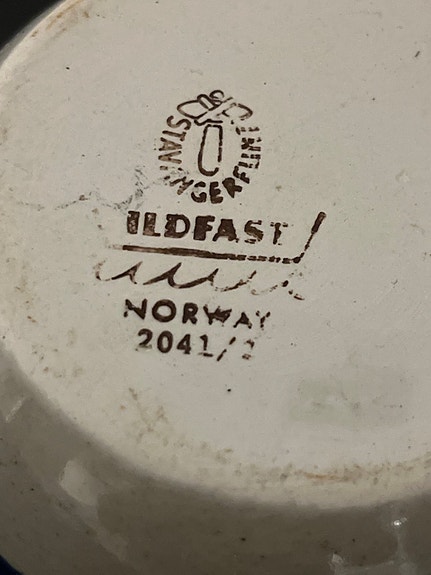 STAVANGERFLINT
ILDFAST
NORWAY
2041/2